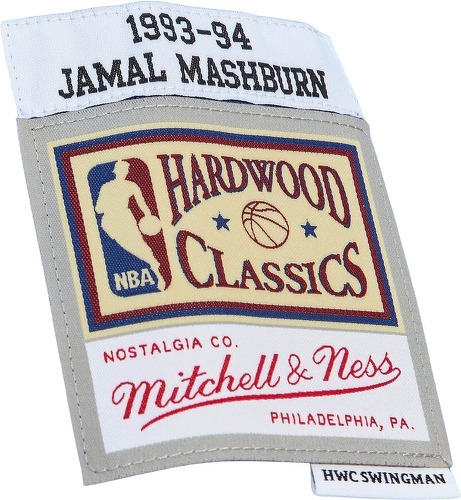 1993-94
JAMAL MASHBURN
HARDWOOD
CLASSICS
NBA
NOSTALGIA CO.
Mitchell & Ness
PHILADELPHIA, PA.
HWC SWINGMAN